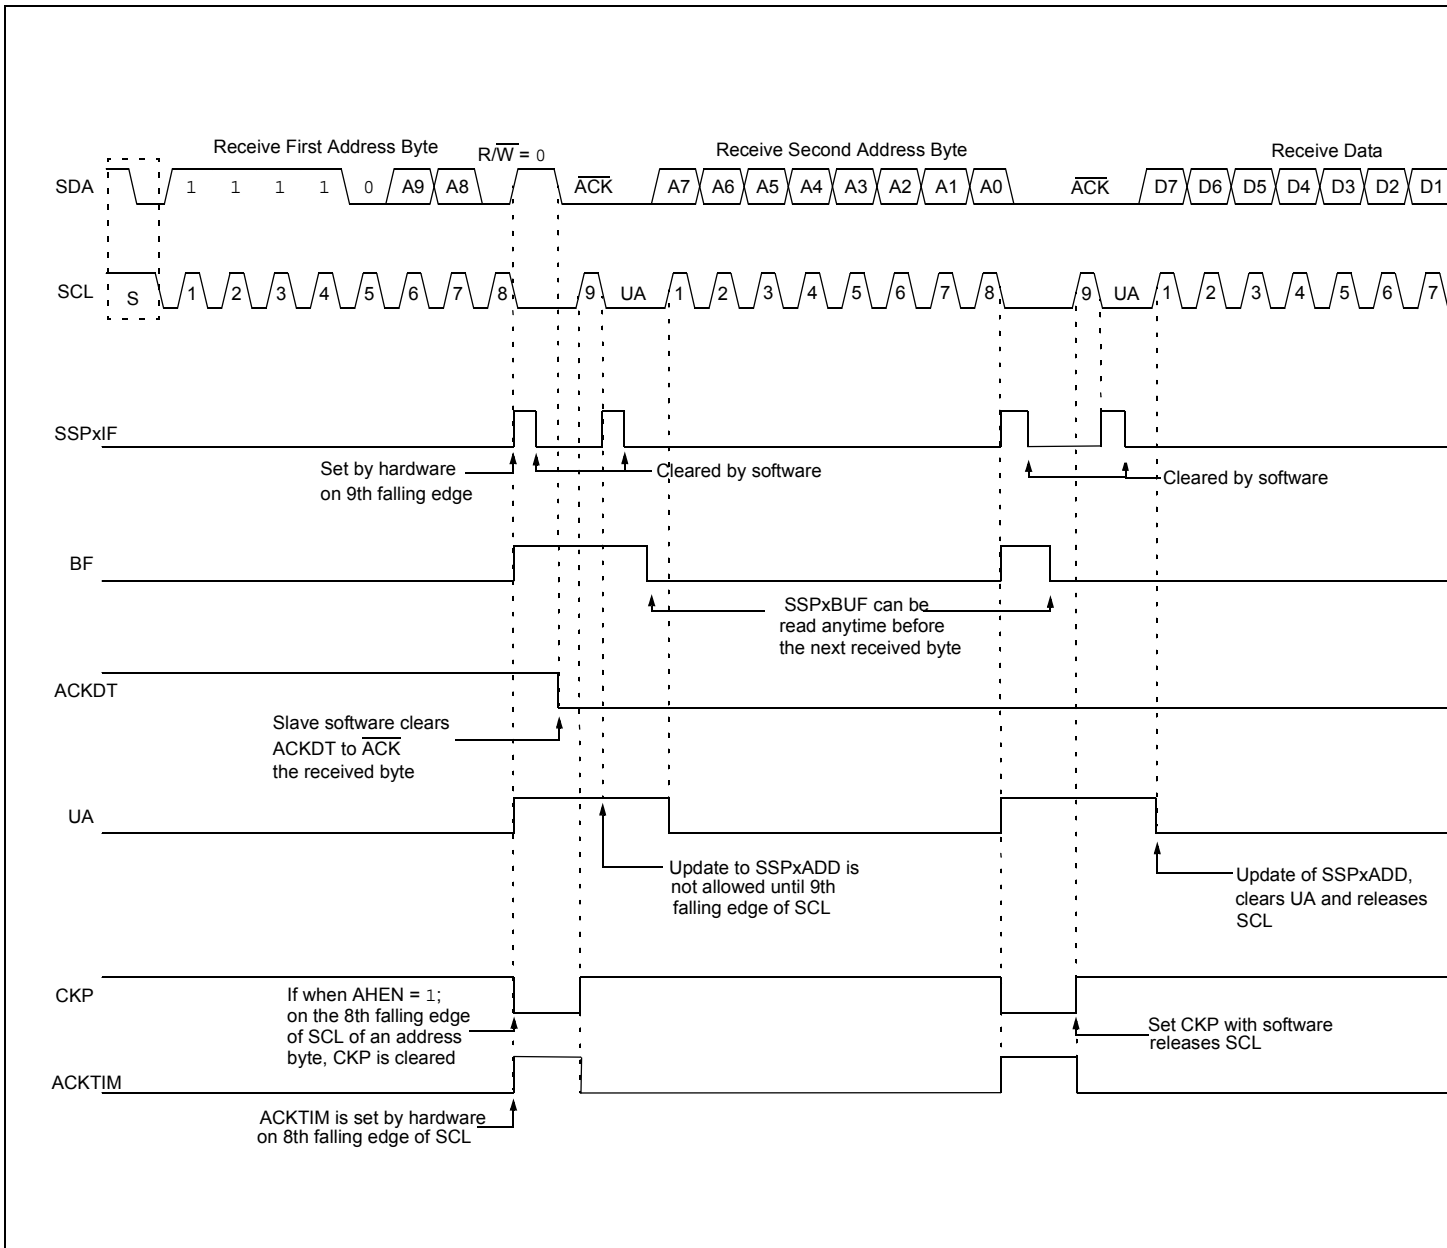 Receive First Address Byte
R/W = 0
Receive Second Address Byte
Receive Data
SDA
1 1 1 1 0 A9 A8
ACK
A7 A6 A5 A4 A3 A2 A1 A0
ACK
D7 D6 D5 D4 D3 D2 D1
SCL
S
1 2 3 4 5 6 7 8 9 UA 1 2 3 4 5 6 7 8 9 UA 1 2 3 4 5 6 7
SSPxIF
Set by hardware
on 9th falling edge
Cleared by software
Cleared by software
BF
SSPxBUF can be
read anytime before
the next received byte
ACKDT
Slave software clears
ACKDT to ACK
the received byte
UA
Update to SSPxADD is
not allowed until 9th
falling edge of SCL
Update of SSPxADD,
clears UA and releases
SCL
CKP
If when AHEN = 1;
on the 8th falling edge
of SCL of an address
byte, CKP is cleared
Set CKP with software
releases SCL
ACKTIM
ACKTIM is set by hardware
on 8th falling edge of SCL